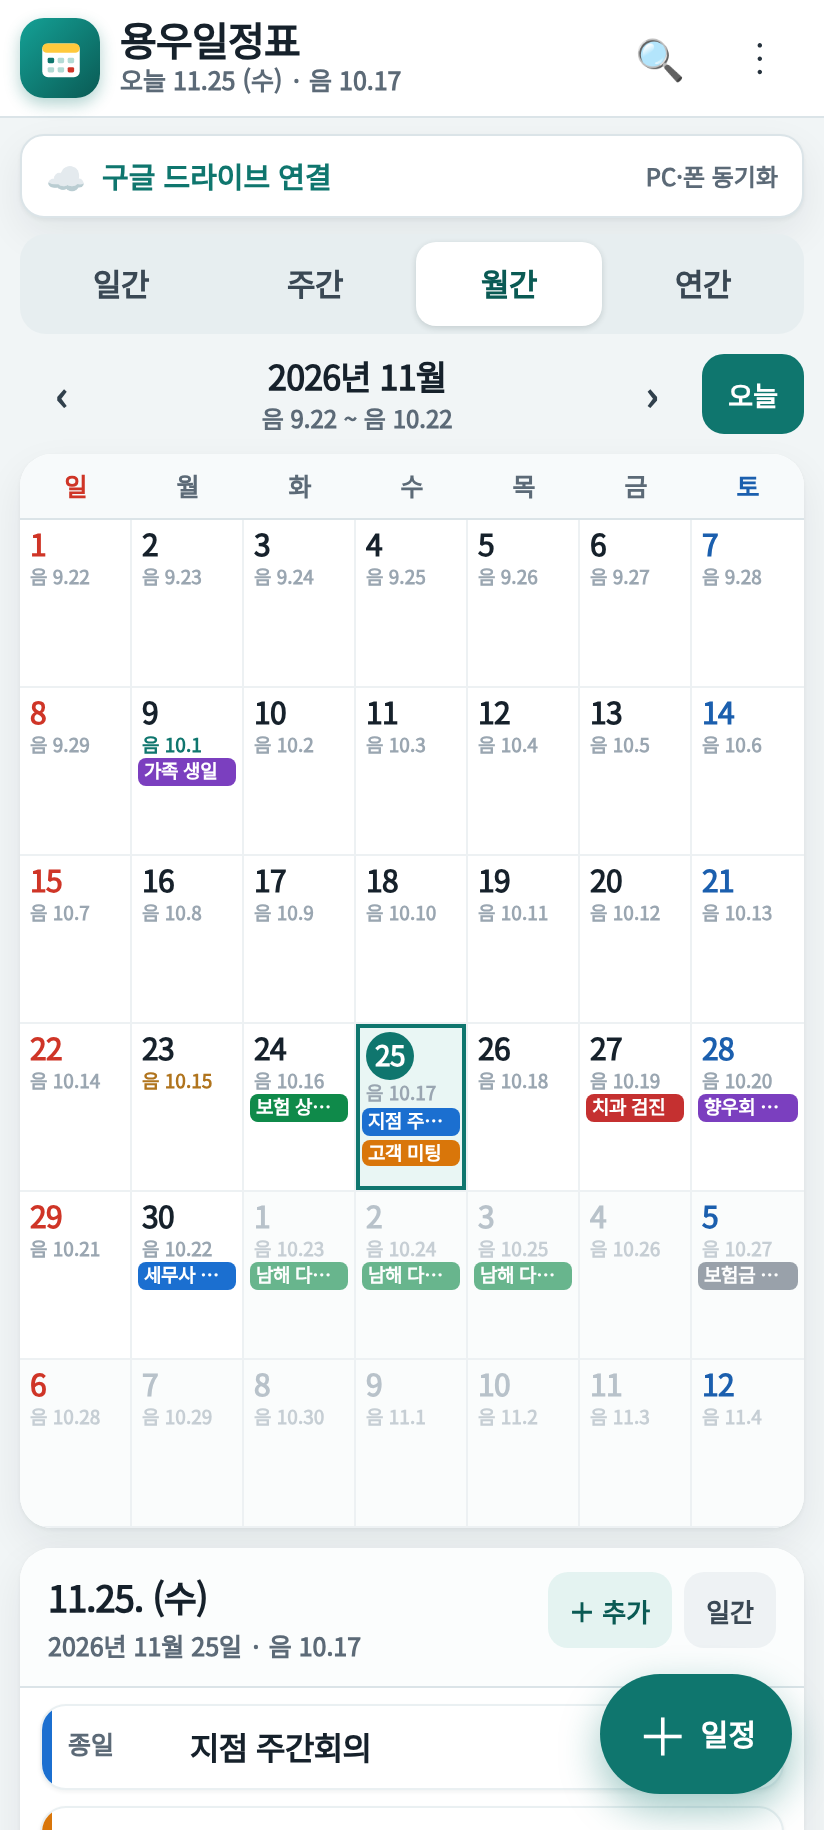 용우일정표
오늘 11.25 (수) · 음 10.17
구글 드라이브 연결 PC·폰 동기화
일간 주간 월간 연간
2026년 11월
음 9.22 ~ 음 10.22
오늘
일 월 화 수 목 금 토
1 2 3 4 5 6 7
음 9.22 음 9.23 음 9.24 음 9.25 음 9.26 음 9.27 음 9.28
8 9 10 11 12 13 14
음 9.29 음 10.1 음 10.2 음 10.3 음 10.4 음 10.5 음 10.6
가족 생일
15 16 17 18 19 20 21
음 10.7 음 10.8 음 10.9 음 10.10 음 10.11 음 10.12 음 10.13
22 23 24 25 26 27 28
음 10.14 음 10.15 음 10.16 음 10.17 음 10.18 음 10.19 음 10.20
보험 상… 지점 주… 치과 검진 향우회 …
고객 미팅
29 30 1 2 3 4 5
음 10.21 음 10.22 음 10.23 음 10.24 음 10.25 음 10.26 음 10.27
세무사 … 남해 다… 남해 다… 남해 다… 보험금 …
6 7 8 9 10 11 12
음 10.28 음 10.29 음 10.30 음 11.1 음 11.2 음 11.3 음 11.4
11.25. (수)
2026년 11월 25일 · 음 10.17
+ 추가 일간
종일 지점 주간회의
+ 일정